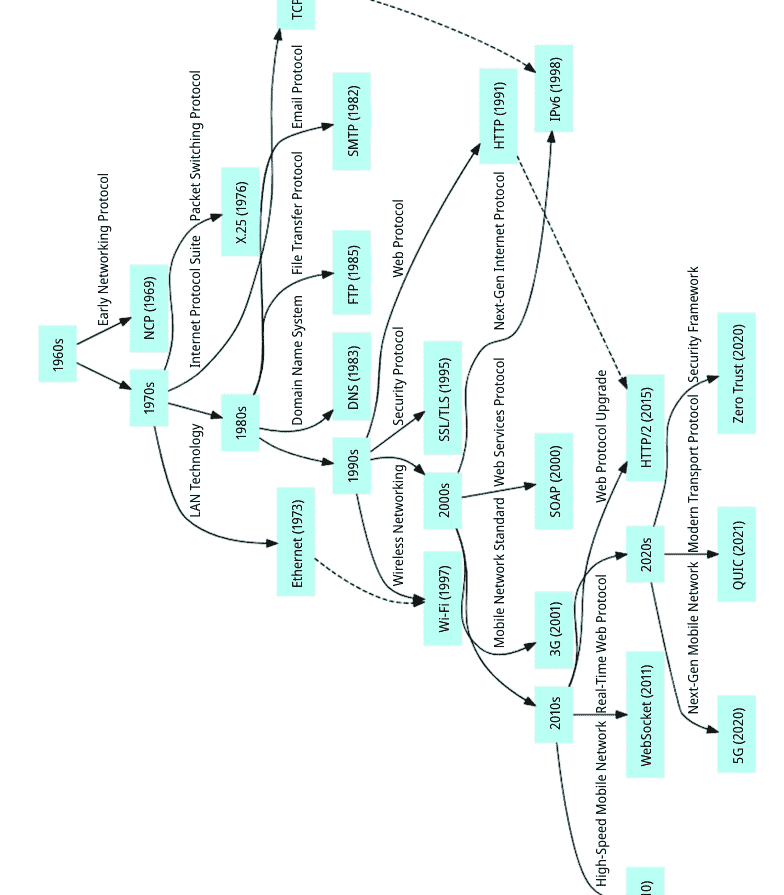 1960s
Early Networking Protocol
NCP (1969)
1970s
Packet Switching Protocol
Internet Protocol Suite
LAN Technology
X.25 (1976)
1980s
TCP
Email Protocol
File Transfer Protocol
Domain Name System
Ethernet (1973)
SMTP (1982)
FTP (1985)
DNS (1983)
1990s
Web Protocol
Security Protocol
Wireless Networking
SSL/TLS (1995)
2000s
Wi-Fi (1997)
HTTP (1991)
Next-Gen Internet Protocol
Web Services Protocol
Mobile Network Standard
IPv6 (1998)
SOAP (2000)
3G (2001)
2010s
Web Protocol Upgrade
Real-Time Web Protocol
High-Speed Mobile Network
HTTP/2 (2015)
2020s
WebSocket (2011)
10)
Security Framework
Modern Transport Protocol
Next-Gen Mobile Network
Zero Trust (2020)
QUIC (2021)
5G (2020)